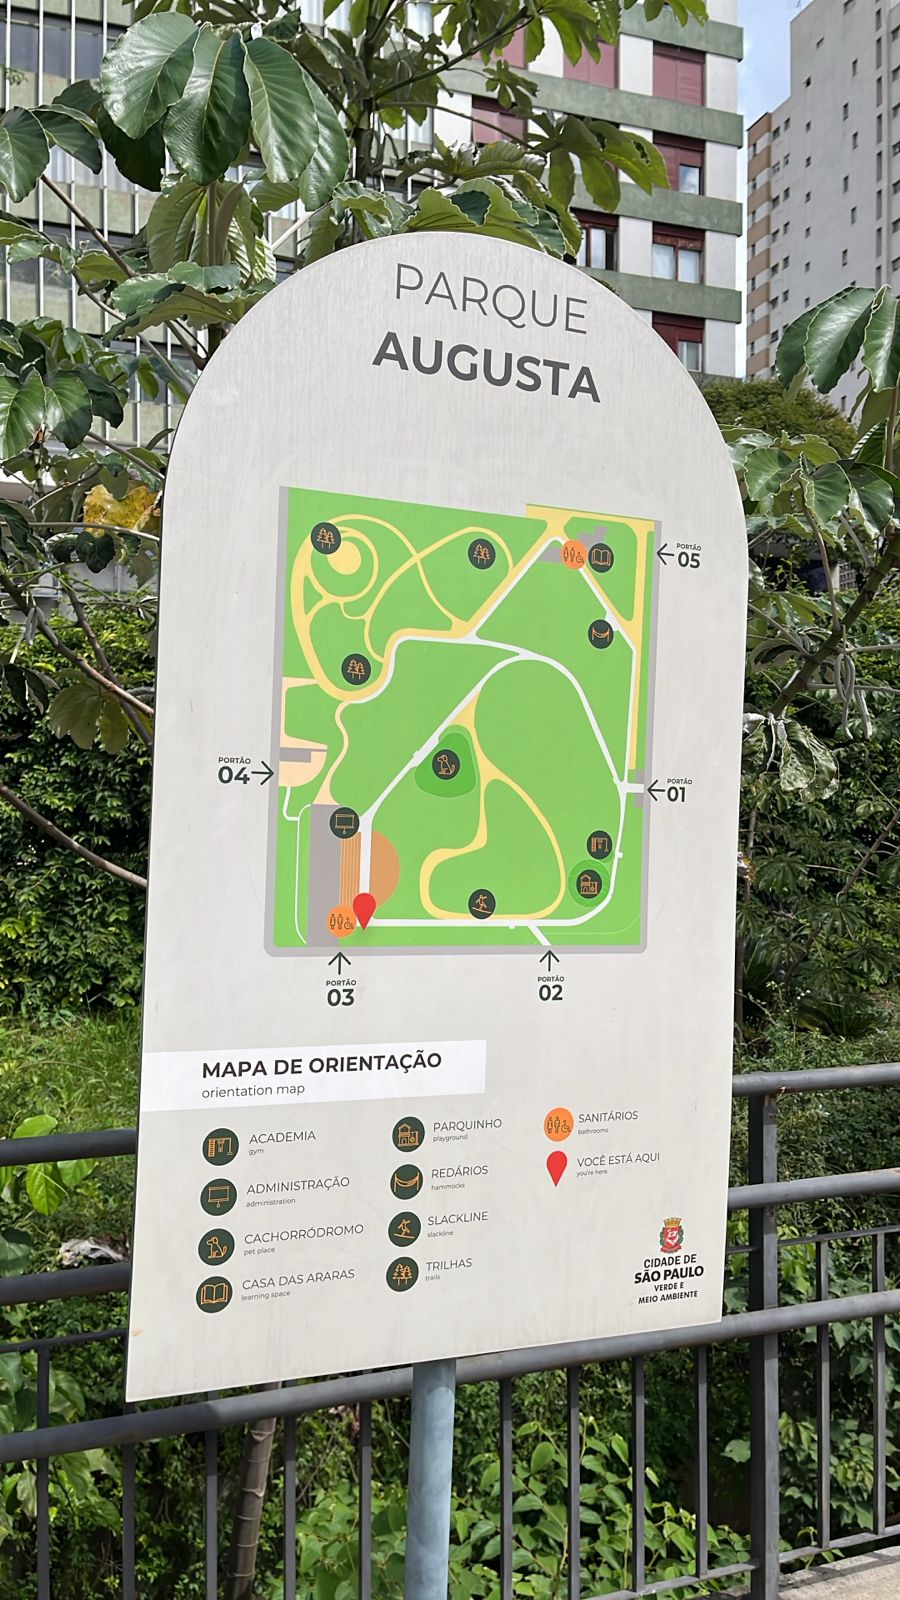 PARQUE
AUGUSTA
PORTÃO
05
PORTÃO
04
PORTÃO
01
PORTÃO
03
PORTÃO
02
MAPA DE ORIENTAÇÃO
orientation map
ACADEMIA
gym
ADMINISTRAÇÃO
administration
CACHORRÓDROMO
pet place
CASA DAS ARARAS
learning space
PARQUINHO
playground
REDÁRIOS
hammocks
SLACKLINE
slackline
TRILHAS
trails
SANITÁRIOS
bathrooms
VOCÊ ESTÁ AQUI
you're here
CIDADE DE
SÃO PAULO
VERDE E
MEIO AMBIENTE